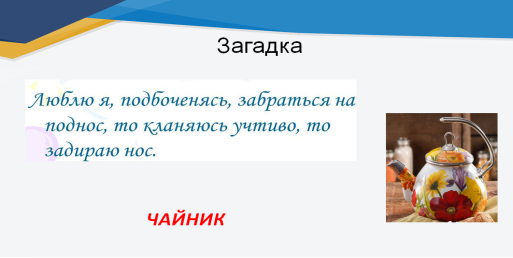 Загадка
Люблю я, подбоченясь, забраться на
поднос, то кланяюсь учтиво, то
задираю нос.
ЧАЙНИК